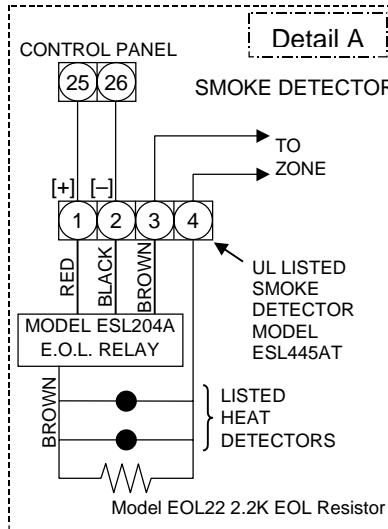 Detail A
CONTROL PANEL
25 26
SMOKE DETECTOR
TO
ZONE
[+] [–]
1 2 3 4
RED
BLACK
BROWN
UL LISTED
SMOKE
DETECTOR
MODEL
ESL445AT
MODEL ESL204A
E.O.L. RELAY
BROWN
LISTED
HEAT
DETECTORS
Model EOL22 2.2K EOL Resistor